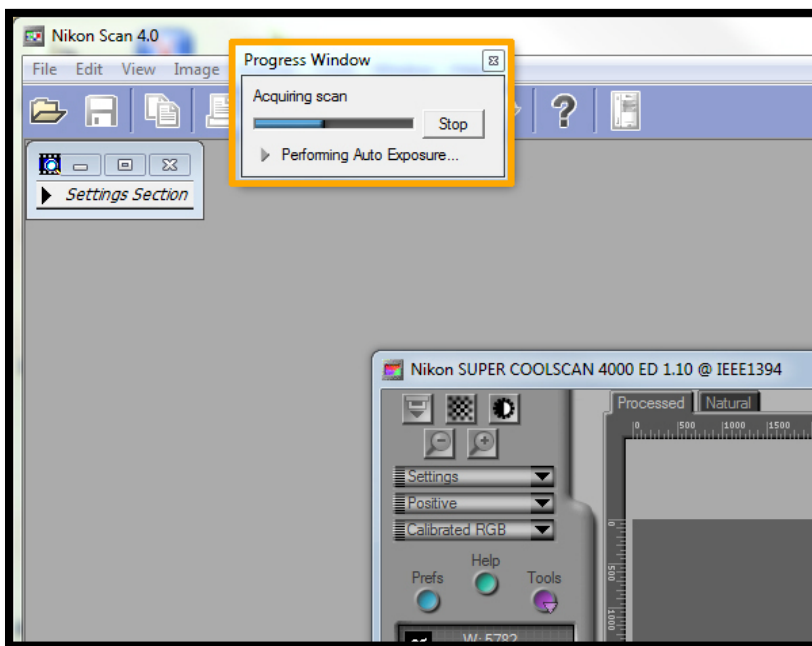 Nikon Scan 4.0
File Edit View Image
Progress Window
Acquiring scan
Stop
Performing Auto Exposure...
?
Settings Section
Nikon SUPER COOLSCAN 4000 ED 1.10 @ IEEE1394
Processed Natural
0 500 1000 1500
Settings
Positive
Calibrated RGB
0
Help
Prefs Tools
500
1000
W: 5782